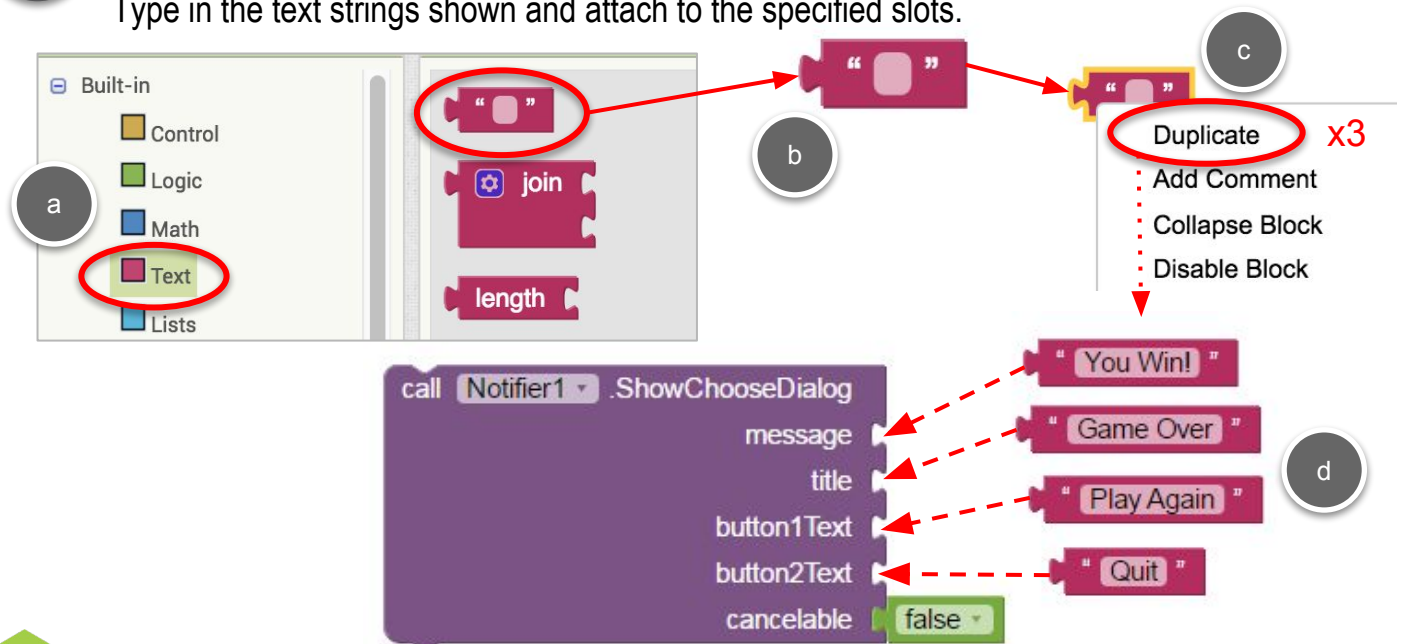 Type in the text strings shown and attach to the specified slots.
Built-in
Control
Logic
Math
Text
Lists
a
“ ”
join
length
b
“ ”
c
“ ”
Duplicate
x3
Add Comment
Collapse Block
Disable Block
call Notifier1 .ShowChooseDialog
message
title
button1Text
button2Text
cancelable false
“ You Win! ”
“ Game Over ”
“ Play Again ”
“ Quit ”
d